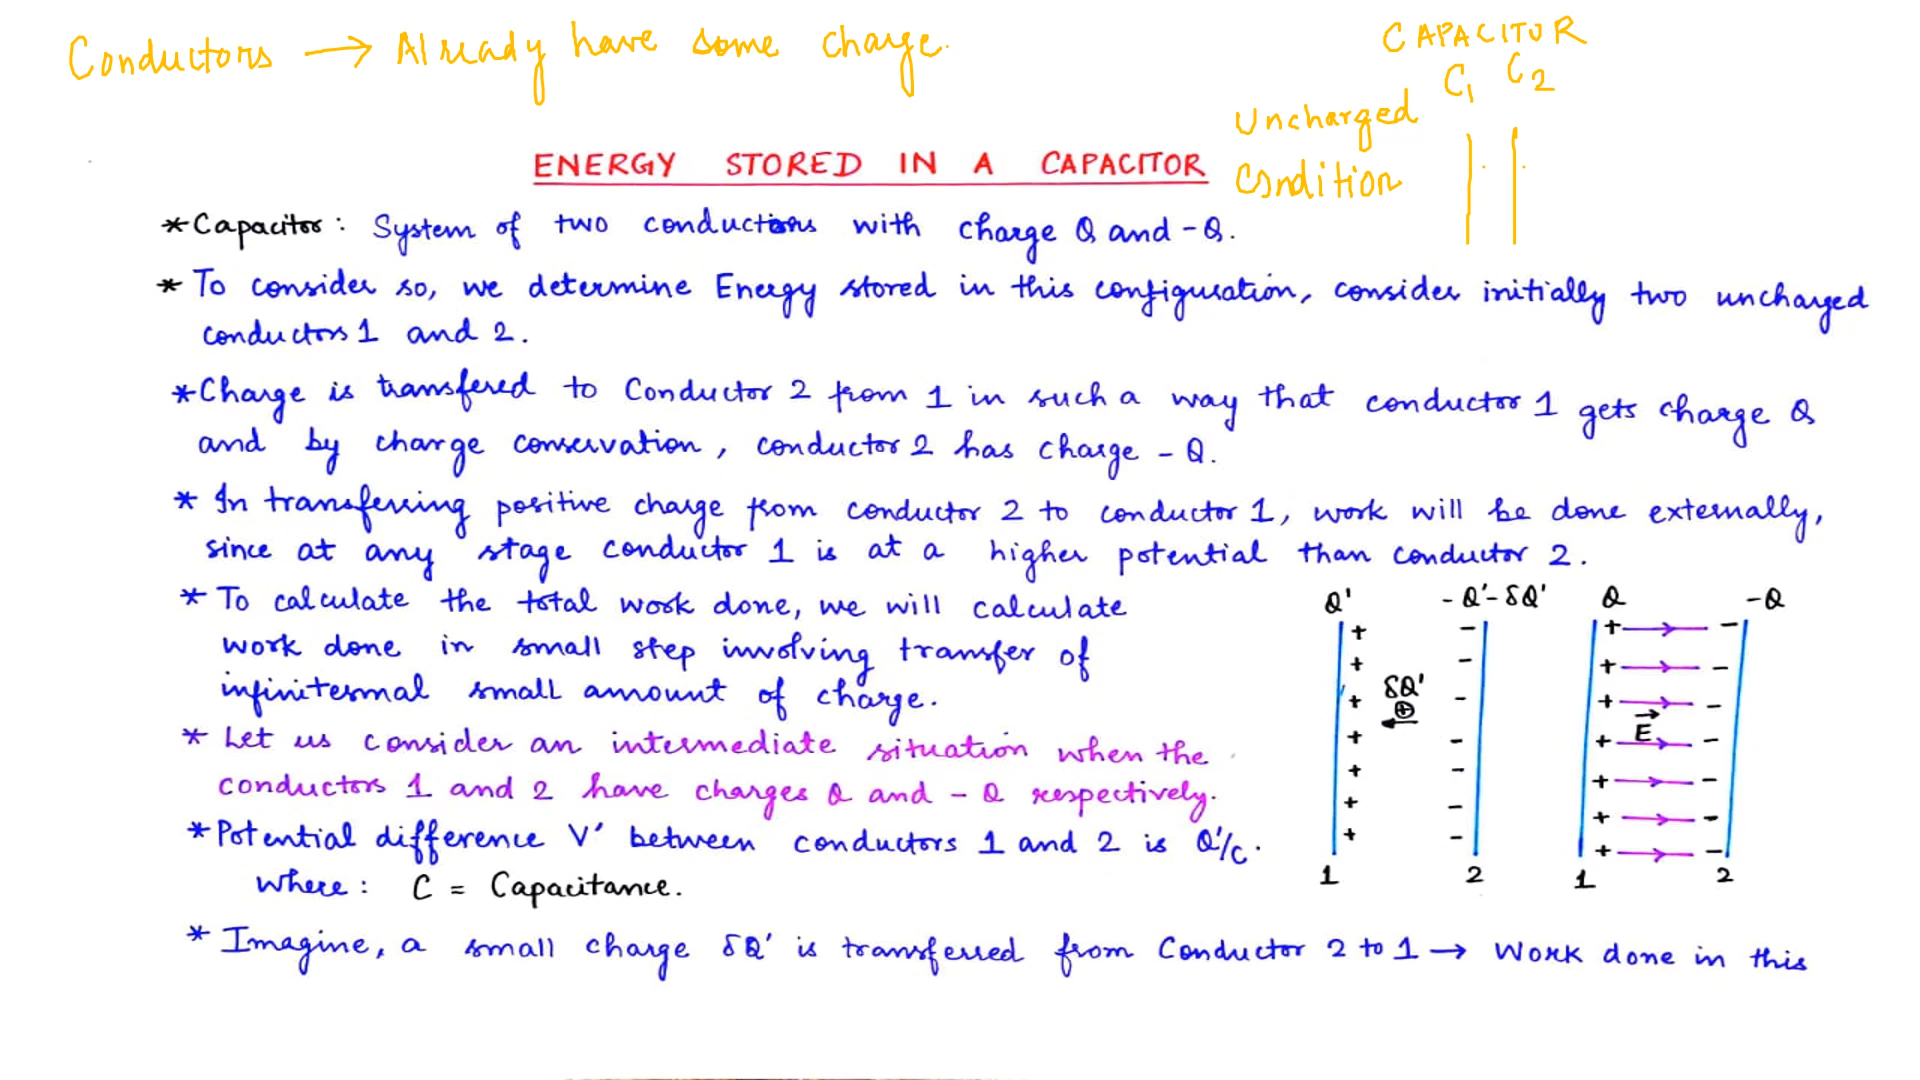 Conductors → Already have some charge.
CAPACITOR
C1 C2
Uncharged
Condition
ENERGY STORED IN A CAPACITOR
*Capacitor: System of two conductors with charge Q and -Q.
* To consider so, we determine Energy stored in this configuration, consider initially two uncharged
conductors 1 and 2.
*Charge is transfered to Conductor 2 from 1 in such a way that conductor 1 gets charge Q
and by charge conservation, conductor 2 has charge - Q.
* In transferring positive charge from conductor 2 to conductor 1, work will be done externally,
since at any stage conductor 1 is at a higher potential than conductor 2.
* To calculate the total work done, we will calculate
work done in small step involving transfer of
infinitesmal small amount of charge.
* Let us consider an intermediate situation when the
conductors 1 and 2 have charges Q and - Q respectively.
*Potential difference V' between conductors 1 and 2 is Q'/C.
where: C = Capacitance.
Q' - Q'- δQ' Q -Q
δQ'
E
1 2 1 2
* Imagine, a small charge δQ' is transferred from Conductor 2 to 1 → Work done in this